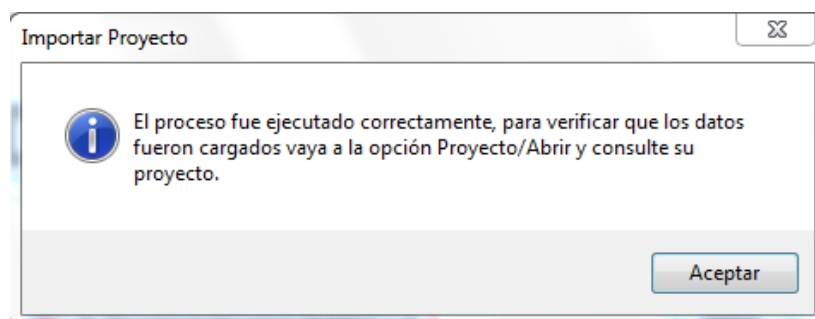 Importar Proyecto
El proceso fue ejecutado correctamente, para verificar que los datos
fueron cargados vaya a la opción Proyecto/Abrir y consulte su
proyecto.
Aceptar